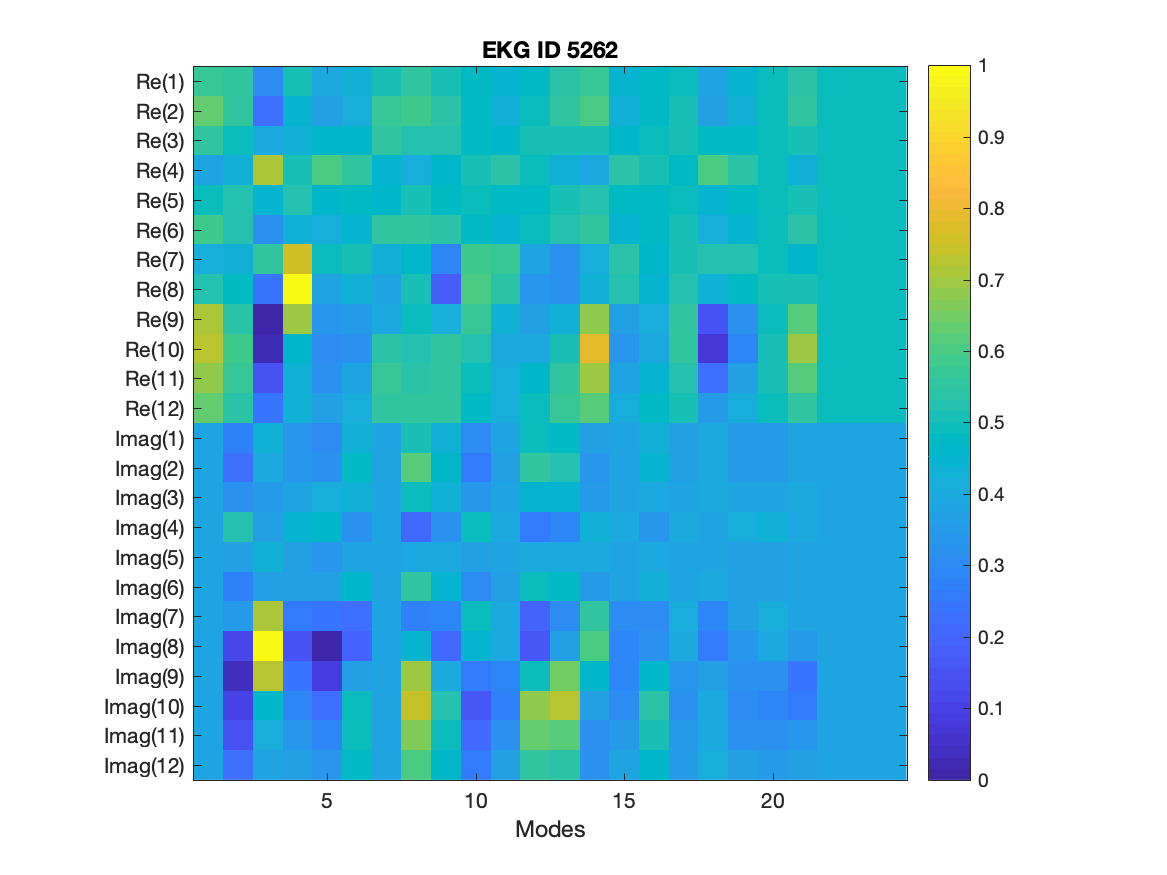 EKG ID 5262
Re(1)
Re(2)
Re(3)
Re(4)
Re(5)
Re(6)
Re(7)
Re(8)
Re(9)
Re(10)
Re(11)
Re(12)
Imag(1)
Imag(2)
Imag(3)
Imag(4)
Imag(5)
Imag(6)
Imag(7)
Imag(8)
Imag(9)
Imag(10)
Imag(11)
Imag(12)
5 10 15 20
Modes
1
0.9
0.8
0.7
0.6
0.5
0.4
0.3
0.2
0.1
0